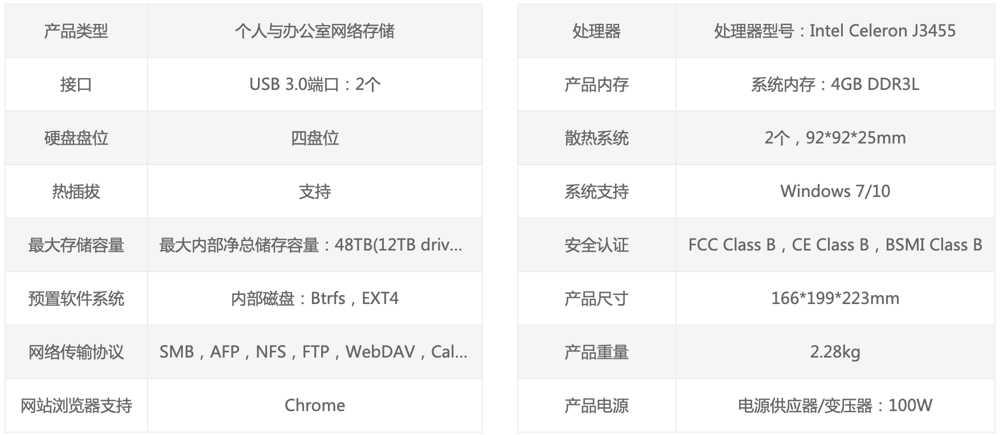 产品类型
个人与办公室网络存储
接口
USB 3.0端口：2个
硬盘盘位
四盘位
热插拔
支持
最大存储容量
最大内部净总储存容量：48TB(12TB driv...
预置软件系统
内部磁盘：Btrfs，EXT4
网络传输协议
SMB，AFP，NFS，FTP，WebDAV，Cal...
网站浏览器支持
Chrome
处理器
处理器型号：Intel Celeron J3455
产品内存
系统内存：4GB DDR3L
散热系统
2个，92*92*25mm
系统支持
Windows 7/10
安全认证
FCC Class B，CE Class B，BSMI Class B
产品尺寸
166*199*223mm
产品重量
2.28kg
产品电源
电源供应器/变压器：100W